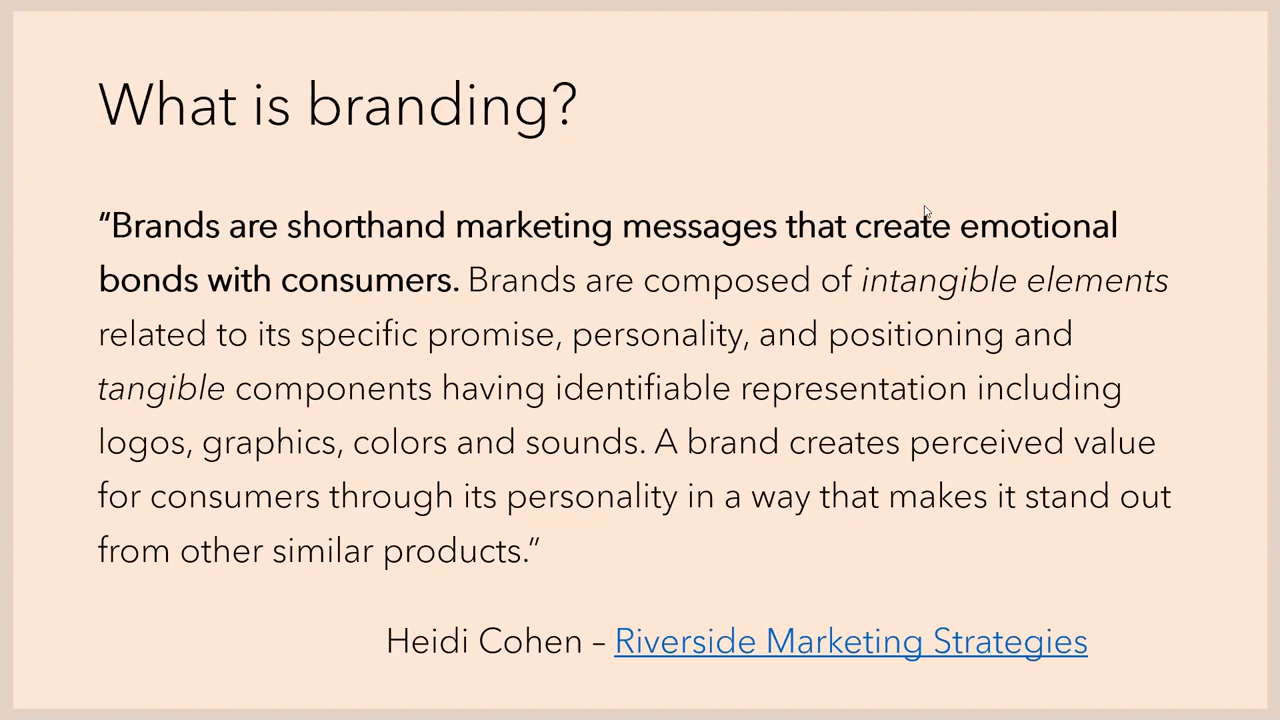 What is branding?
“Brands are shorthand marketing messages that create emotional
bonds with consumers. Brands are composed of intangible elements
related to its specific promise, personality, and positioning and
tangible components having identifiable representation including
logos, graphics, colors and sounds. A brand creates perceived value
for consumers through its personality in a way that makes it stand out
from other similar products.”
Heidi Cohen – Riverside Marketing Strategies